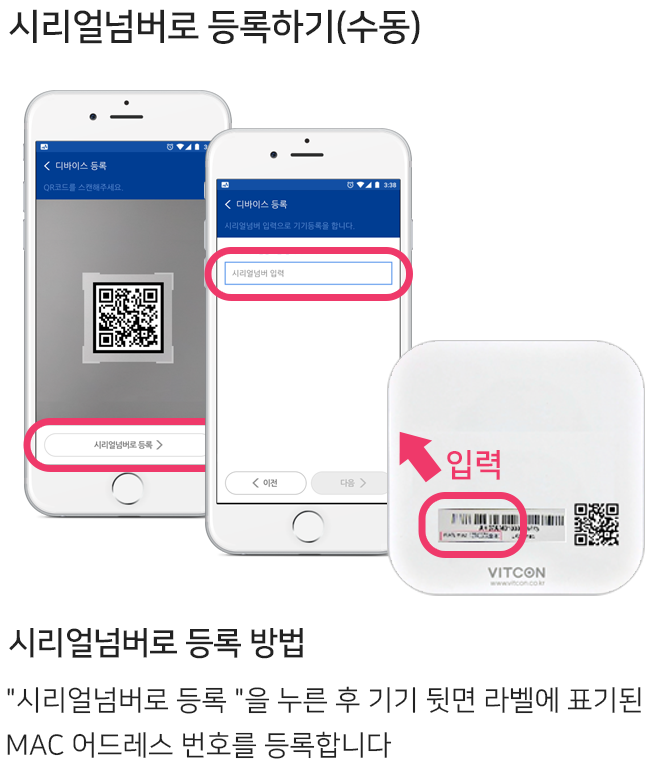 시리얼넘버로 등록하기(수동)
디바이스 등록
QR코드를 스캔해주세요.
시리얼넘버로 등록
3:38
디바이스 등록
시리얼넘버 입력으로 기기등록을 합니다.
시리얼넘버 입력
이전
다음
입력
VITCON
www.vitcon.co.kr
시리얼넘버로 등록 방법
"시리얼넘버로 등록 "을 누른 후 기기 뒷면 라벨에 표기된
MAC 어드레스 번호를 등록합니다